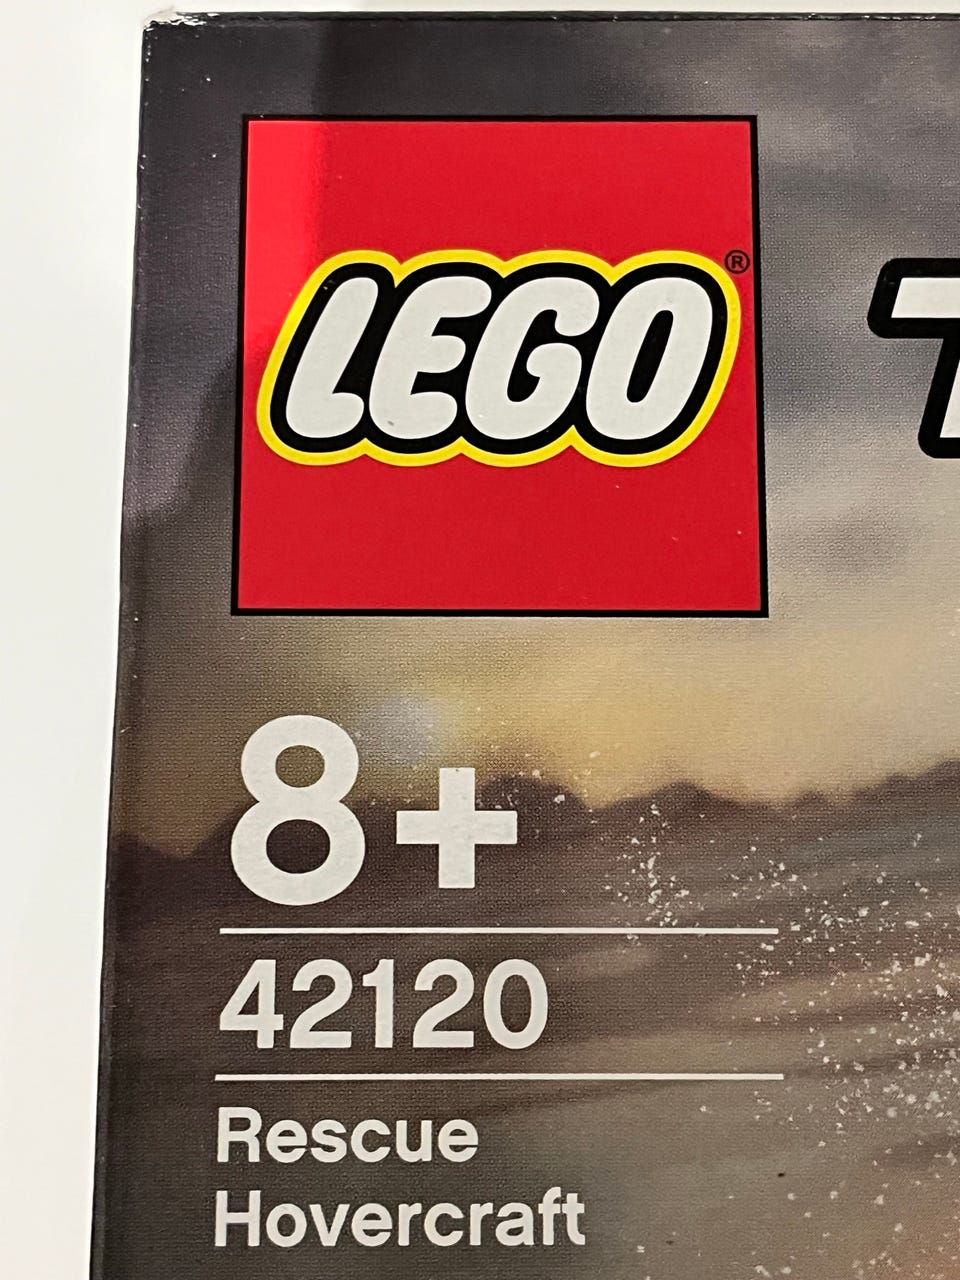 LEGO® T
8+
42120
Rescue
Hovercraft